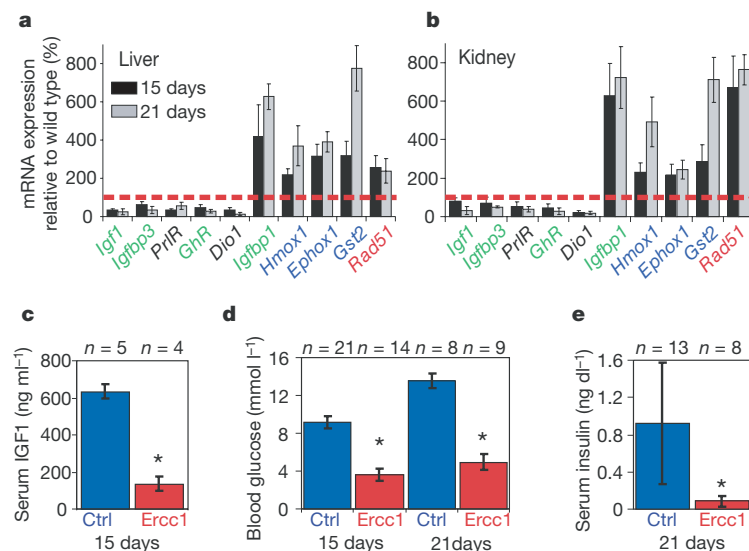 a
Liver
15 days
21 days
mRNA expression
relative to wild type (%)
800
600
400
200
0
Igf1
Igfbp3
PrlR
GhR
Dio1
Igfbp1
Hmox1
Ephox1
Gst2
Rad51
b
Kidney
800
600
400
200
0
Igf1
Igfbp3
PrlR
GhR
Dio1
Igfbp1
Hmox1
Ephox1
Gst2
Rad51
c
n = 5 n = 4
Serum IGF1 (ng ml⁻¹)
800
600
400
200
0
*
Ctrl Ercc1
15 days
d
n = 21 n = 14 n = 8 n = 9
Blood glucose (mmol l⁻¹)
16
12
8
4
0
* *
Ctrl Ercc1 Ctrl Ercc1
15 days 21days
e
n = 13 n = 8
Serum insulin (ng dl⁻¹)
1.6
1.2
0.8
0.4
0
*
Ctrl Ercc1
21 days